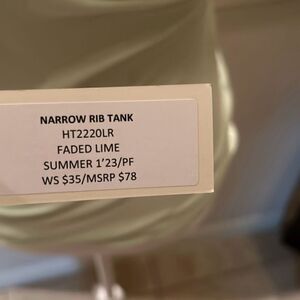 NARROW RIB TANK
HT2220LR
FADED LIME
SUMMER 1'23/PF
WS $35/MSRP $78